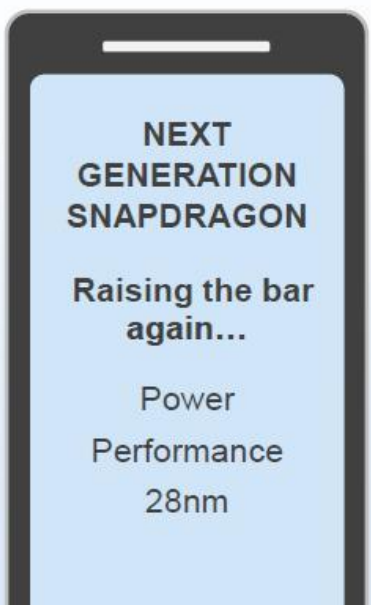 NEXT
GENERATION
SNAPDRAGON
Raising the bar
again...
Power
Performance
28nm